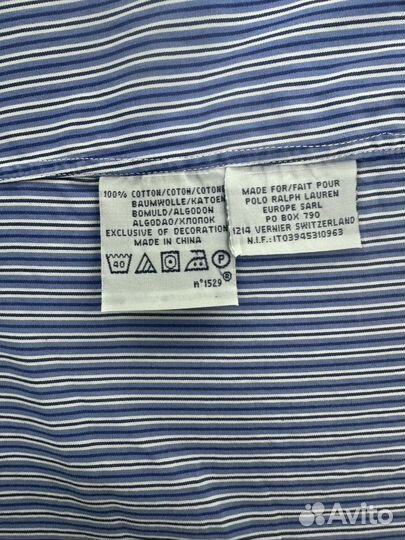 100% COTTON/COTON/COTONE
BAUMWOLLE/KATOEN
BOMULD/ALGODON
ALGODAO/ХЛОПОК
EXCLUSIVE OF DECORATION
MADE IN CHINA
40 P
N°1529 ®
MADE FOR/FAIT POUR
POLO RALPH LAUREN
EUROPE SARL
PO BOX 790
1214 VERNIER SWITZERLAND
N.I.F.:IT03945310963
Avito